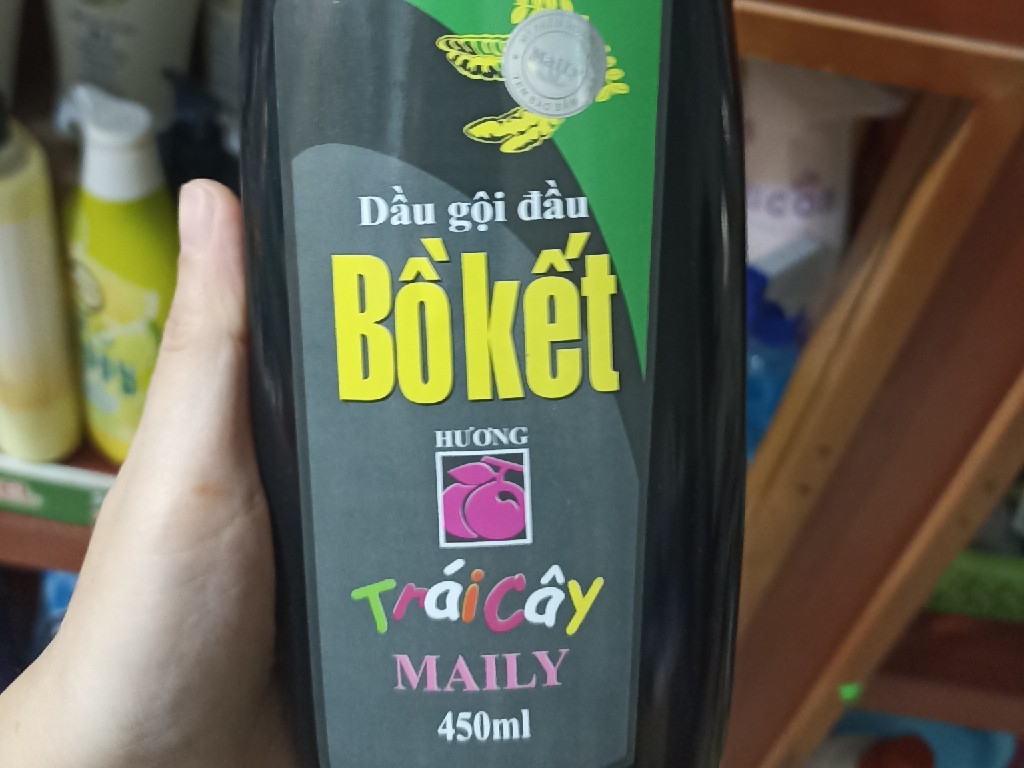 Dầu gội đầu
Bồ kết
HƯƠNG
TráiCây
MAILY
450ml